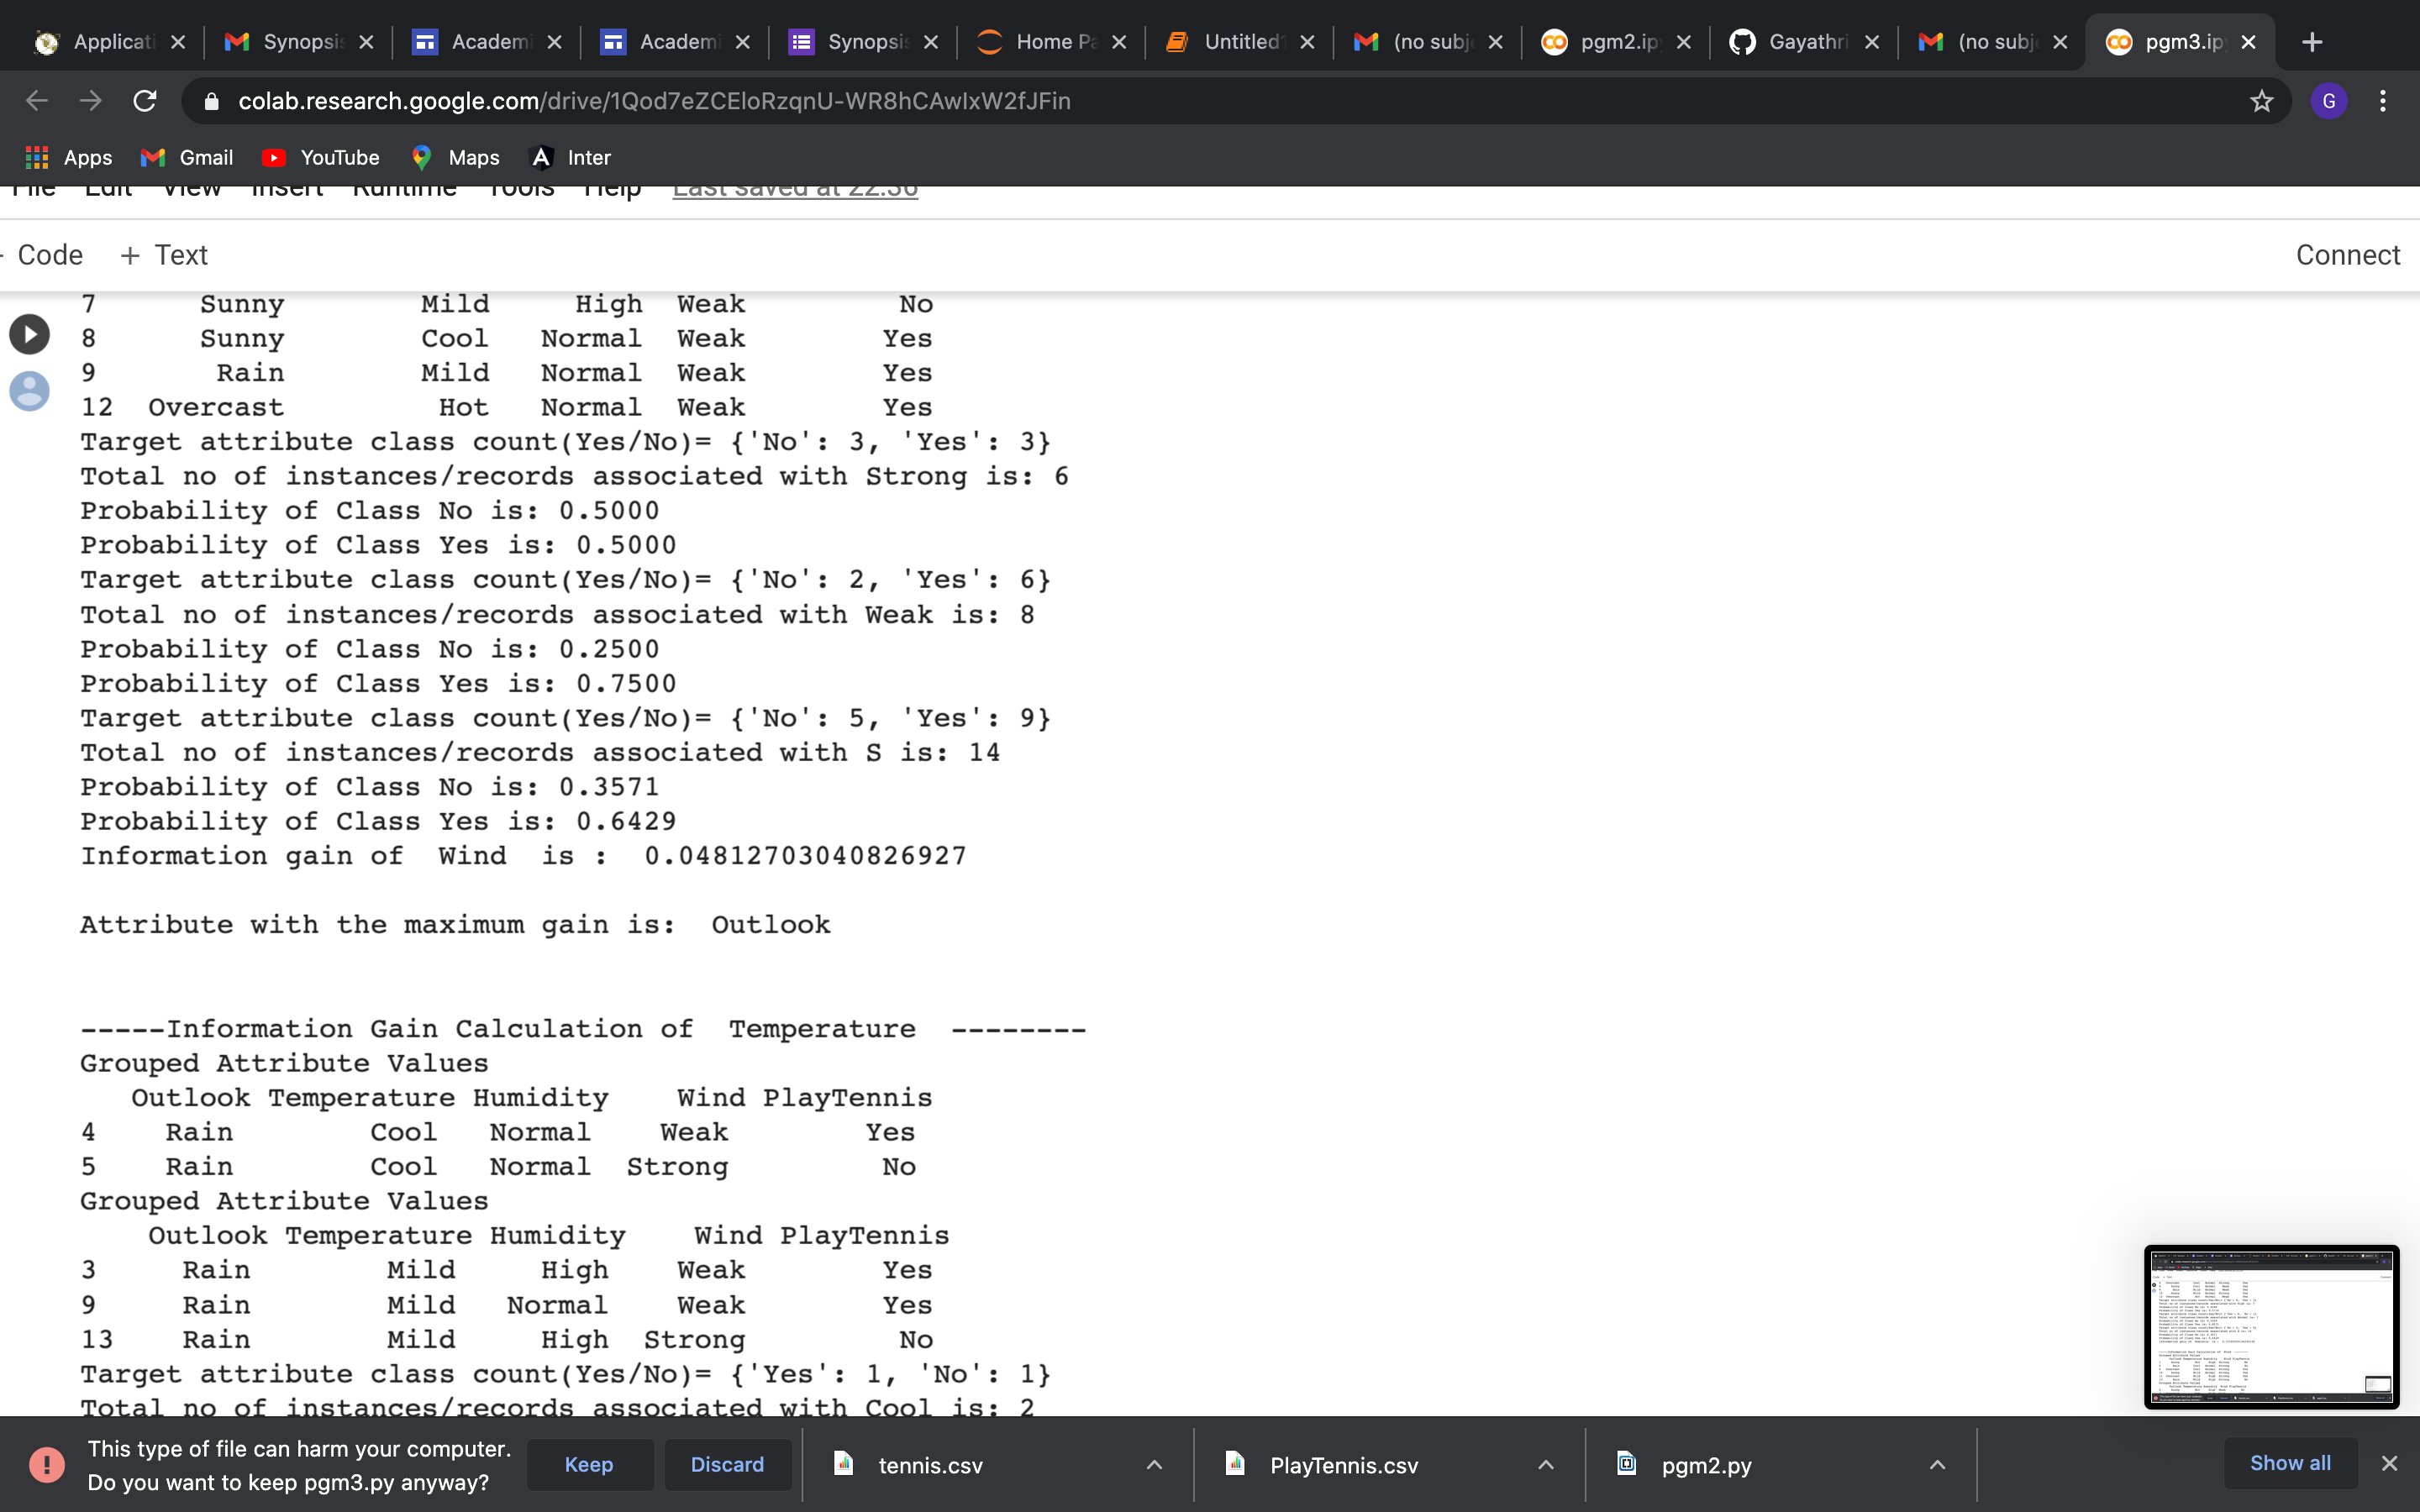 Applicati
Synopsis
Academi
Academi
Synopsis
Home Pa
Untitled1
(no subje
pgm2.ip
Gayathri
(no subje
pgm3.ip
colab.research.google.com/drive/1Qod7eZCEloRzqnU-WR8hCAwIxW2fJFin
G
Apps Gmail YouTube Maps Inter
File Edit View Insert Runtime Tools Help Last saved at 22:36
Code + Text Connect
7 Sunny Mild High Weak No
8 Sunny Cool Normal Weak Yes
9 Rain Mild Normal Weak Yes
12 Overcast Hot Normal Weak Yes
Target attribute class count(Yes/No)= {'No': 3, 'Yes': 3}
Total no of instances/records associated with Strong is: 6
Probability of Class No is: 0.5000
Probability of Class Yes is: 0.5000
Target attribute class count(Yes/No)= {'No': 2, 'Yes': 6}
Total no of instances/records associated with Weak is: 8
Probability of Class No is: 0.2500
Probability of Class Yes is: 0.7500
Target attribute class count(Yes/No)= {'No': 5, 'Yes': 9}
Total no of instances/records associated with S is: 14
Probability of Class No is: 0.3571
Probability of Class Yes is: 0.6429
Information gain of Wind is : 0.04812703040826927
Attribute with the maximum gain is: Outlook
-----Information Gain Calculation of Temperature --------
Grouped Attribute Values
Outlook Temperature Humidity Wind PlayTennis
4 Rain Cool Normal Weak Yes
5 Rain Cool Normal Strong No
Grouped Attribute Values
Outlook Temperature Humidity Wind PlayTennis
3 Rain Mild High Weak Yes
9 Rain Mild Normal Weak Yes
13 Rain Mild High Strong No
Target attribute class count(Yes/No)= {'Yes': 1, 'No': 1}
Total no of instances/records associated with Cool is: 2
This type of file can harm your computer.
Do you want to keep pgm3.py anyway?
Keep Discard
tennis.csv
PlayTennis.csv
pgm2.py
Show all